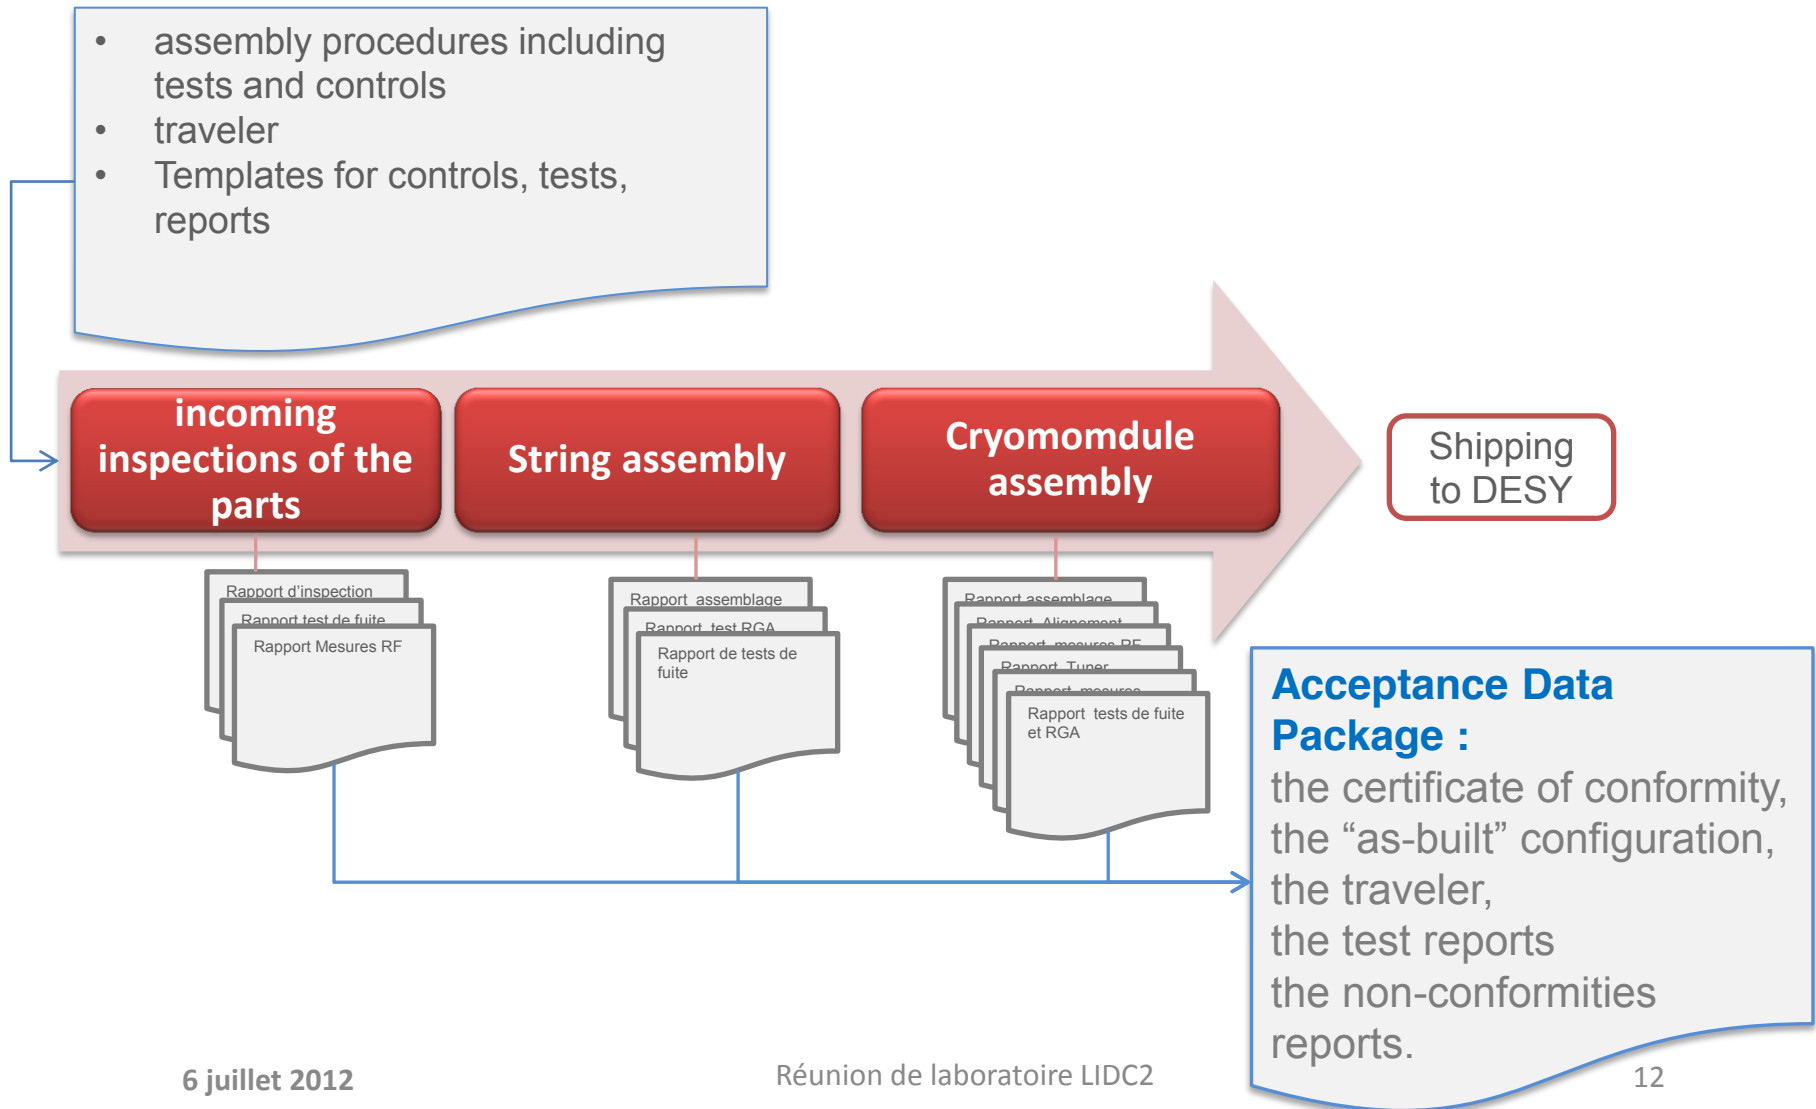 • assembly procedures including
tests and controls
• traveler
• Templates for controls, tests,
reports
incoming
inspections of the
parts
String assembly
Cryomomdule
assembly
Shipping
to DESY
Rapport d’inspection
Rapport test de fuite
Rapport Mesures RF
Rapport assemblage
Rapport test RGA
Rapport de tests de
fuite
Rapport assemblage
Rapport Alignement
Rapport mesures RF
Rapport Tuner
Rapport mesures
Rapport tests de fuite
et RGA
Acceptance Data
Package :
the certificate of conformity,
the “as-built” configuration,
the traveler,
the test reports
the non-conformities
reports.
6 juillet 2012
Réunion de laboratoire LIDC2
12